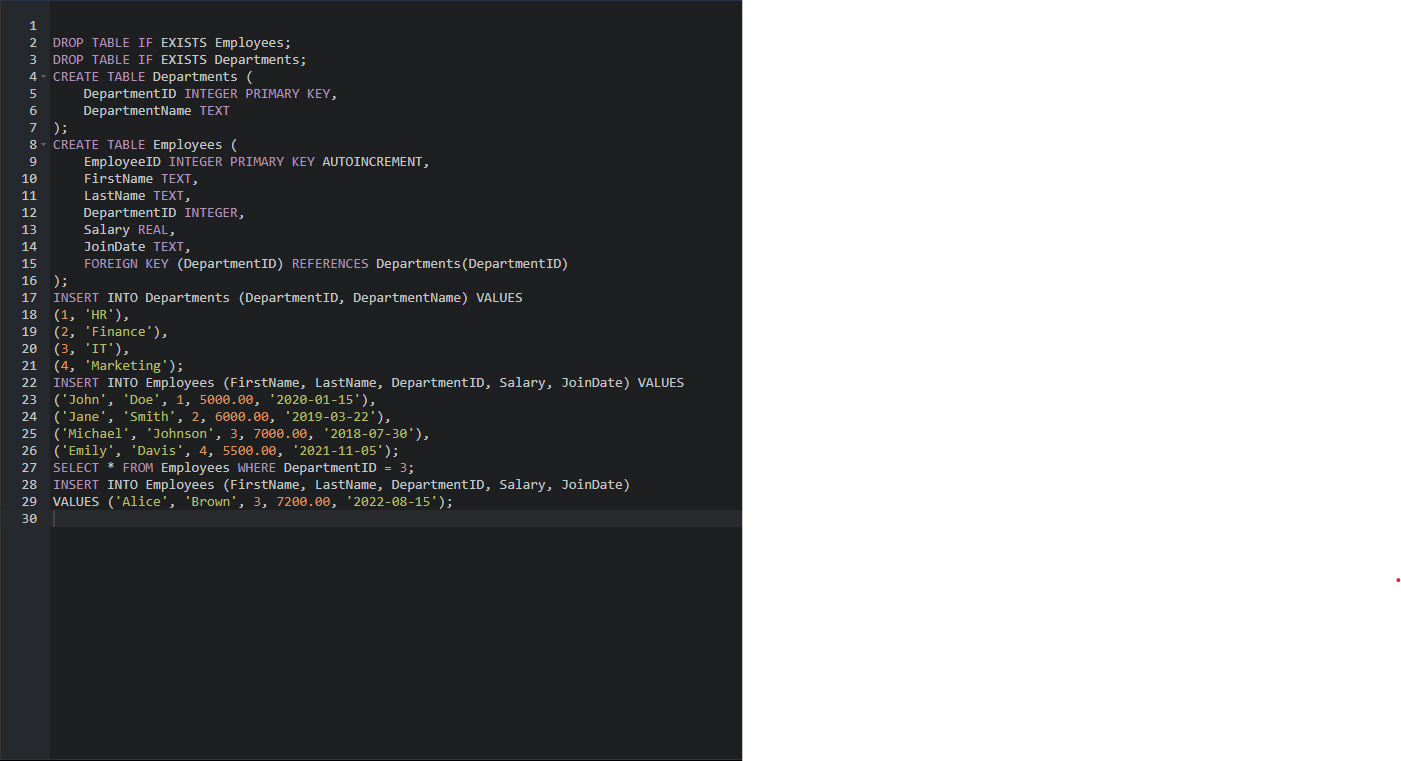 1
2 DROP TABLE IF EXISTS Employees;
3 DROP TABLE IF EXISTS Departments;
4 CREATE TABLE Departments (
5     DepartmentID INTEGER PRIMARY KEY,
6     DepartmentName TEXT
7 );
8 CREATE TABLE Employees (
9     EmployeeID INTEGER PRIMARY KEY AUTOINCREMENT,
10     FirstName TEXT,
11     LastName TEXT,
12     DepartmentID INTEGER,
13     Salary REAL,
14     JoinDate TEXT,
15     FOREIGN KEY (DepartmentID) REFERENCES Departments(DepartmentID)
16 );
17 INSERT INTO Departments (DepartmentID, DepartmentName) VALUES
18 (1, 'HR'),
19 (2, 'Finance'),
20 (3, 'IT'),
21 (4, 'Marketing');
22 INSERT INTO Employees (FirstName, LastName, DepartmentID, Salary, JoinDate) VALUES
23 ('John', 'Doe', 1, 5000.00, '2020-01-15'),
24 ('Jane', 'Smith', 2, 6000.00, '2019-03-22'),
25 ('Michael', 'Johnson', 3, 7000.00, '2018-07-30'),
26 ('Emily', 'Davis', 4, 5500.00, '2021-11-05');
27 SELECT * FROM Employees WHERE DepartmentID = 3;
28 INSERT INTO Employees (FirstName, LastName, DepartmentID, Salary, JoinDate)
29 VALUES ('Alice', 'Brown', 3, 7200.00, '2022-08-15');
30